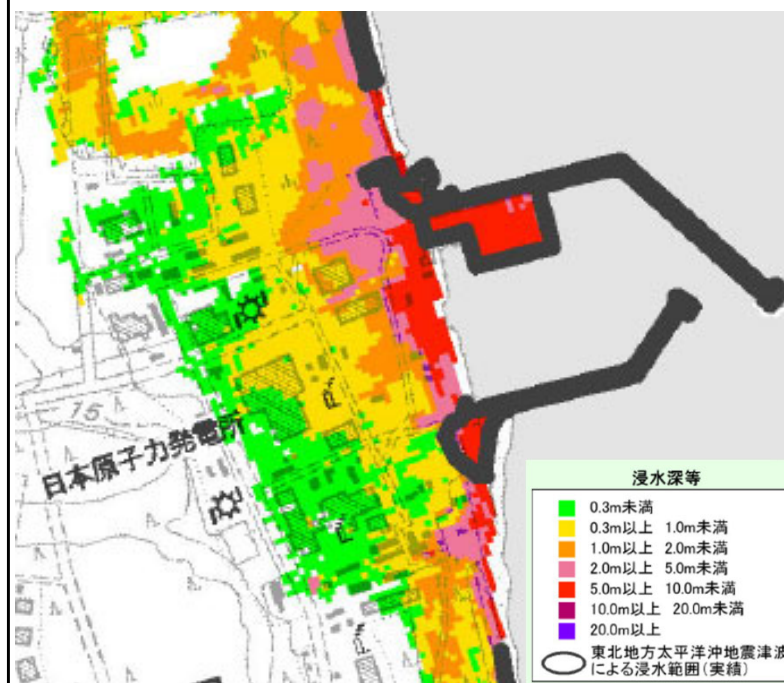 15
日本原子力発電所
浸水深等
0.3m未満
0.3m以上 1.0m未満
1.0m以上 2.0m未満
2.0m以上 5.0m未満
5.0m以上 10.0m未満
10.0m以上 20.0m未満
20.0m以上
東北地方太平洋沖地震津波
による浸水範囲(実績)